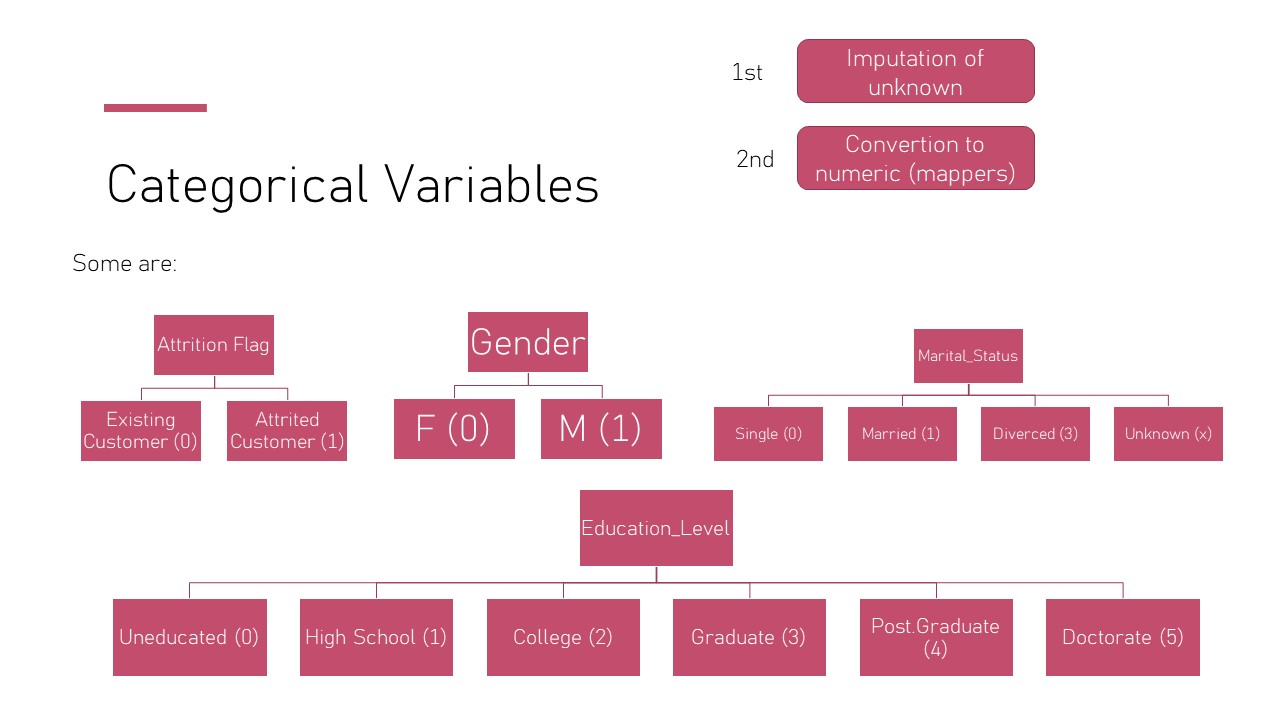 1st
Imputation of
unknown
2nd
Convertion to
numeric (mappers)
Categorical Variables
Some are:
Attrition Flag
Existing
Customer (0)
Attrited
Customer (1)
Gender
F (0)
M (1)
Marital_Status
Single (0)
Married (1)
Diverced (3)
Unknown (x)
Education_Level
Uneducated (0)
High School (1)
College (2)
Graduate (3)
Post.Graduate
(4)
Doctorate (5)